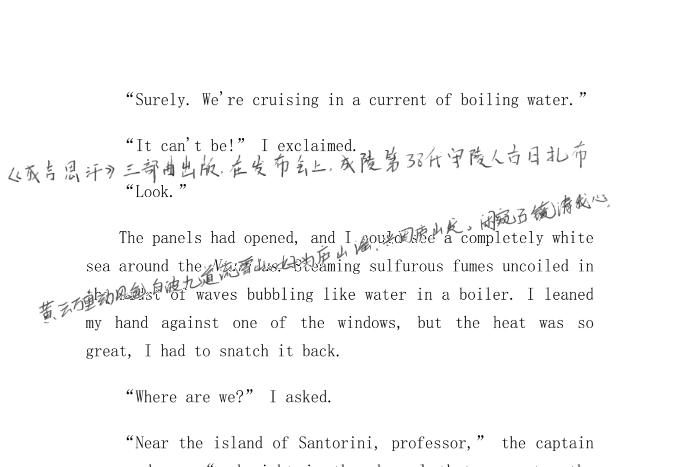 “Surely. We're cruising in a current of boiling water.”
“It can't be!” I exclaimed.
《成吉思汗》三部曲出版.在发布会上,成陵第38代守陵人古日扎布
“Look.”
The panels had opened, and I could see a completely white
sea around the Steaming sulfurous fumes uncoiled in
黄云万里动风色,白波九道流雪山.好为庐山谣,兴因庐山发。闲窥石镜清我心.
of waves bubbling like water in a boiler. I leaned
my hand against one of the windows, but the heat was so
great, I had to snatch it back.
“Where are we?” I asked.
“Near the island of Santorini, professor,” the captain